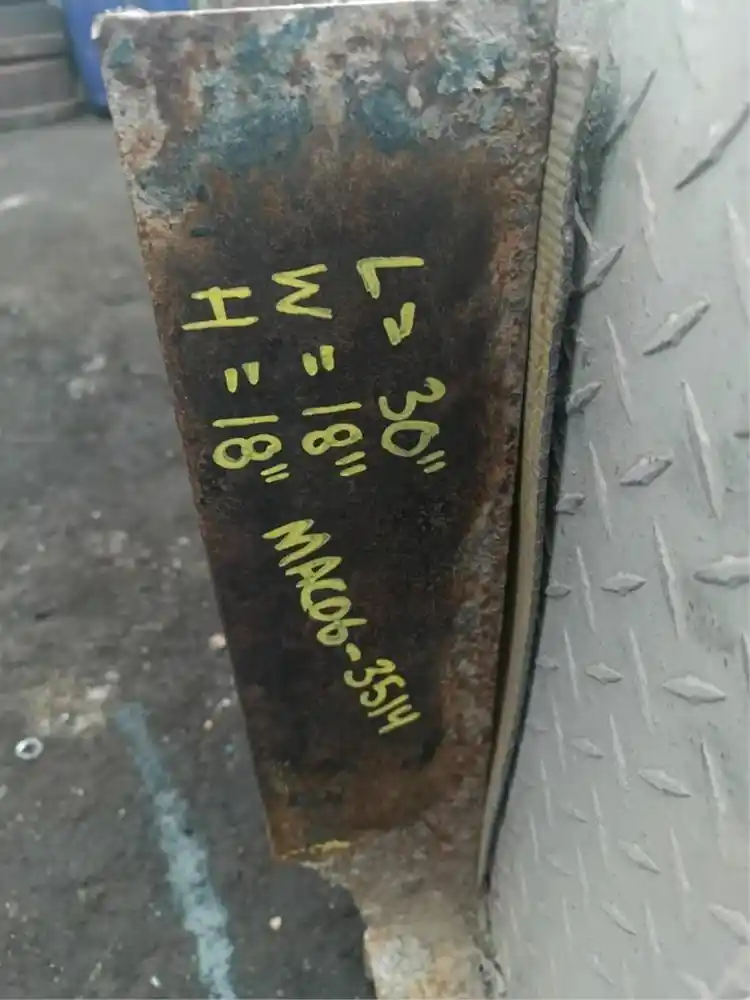 L = 30"
W = 18"
H = 18"
MAC06-3514